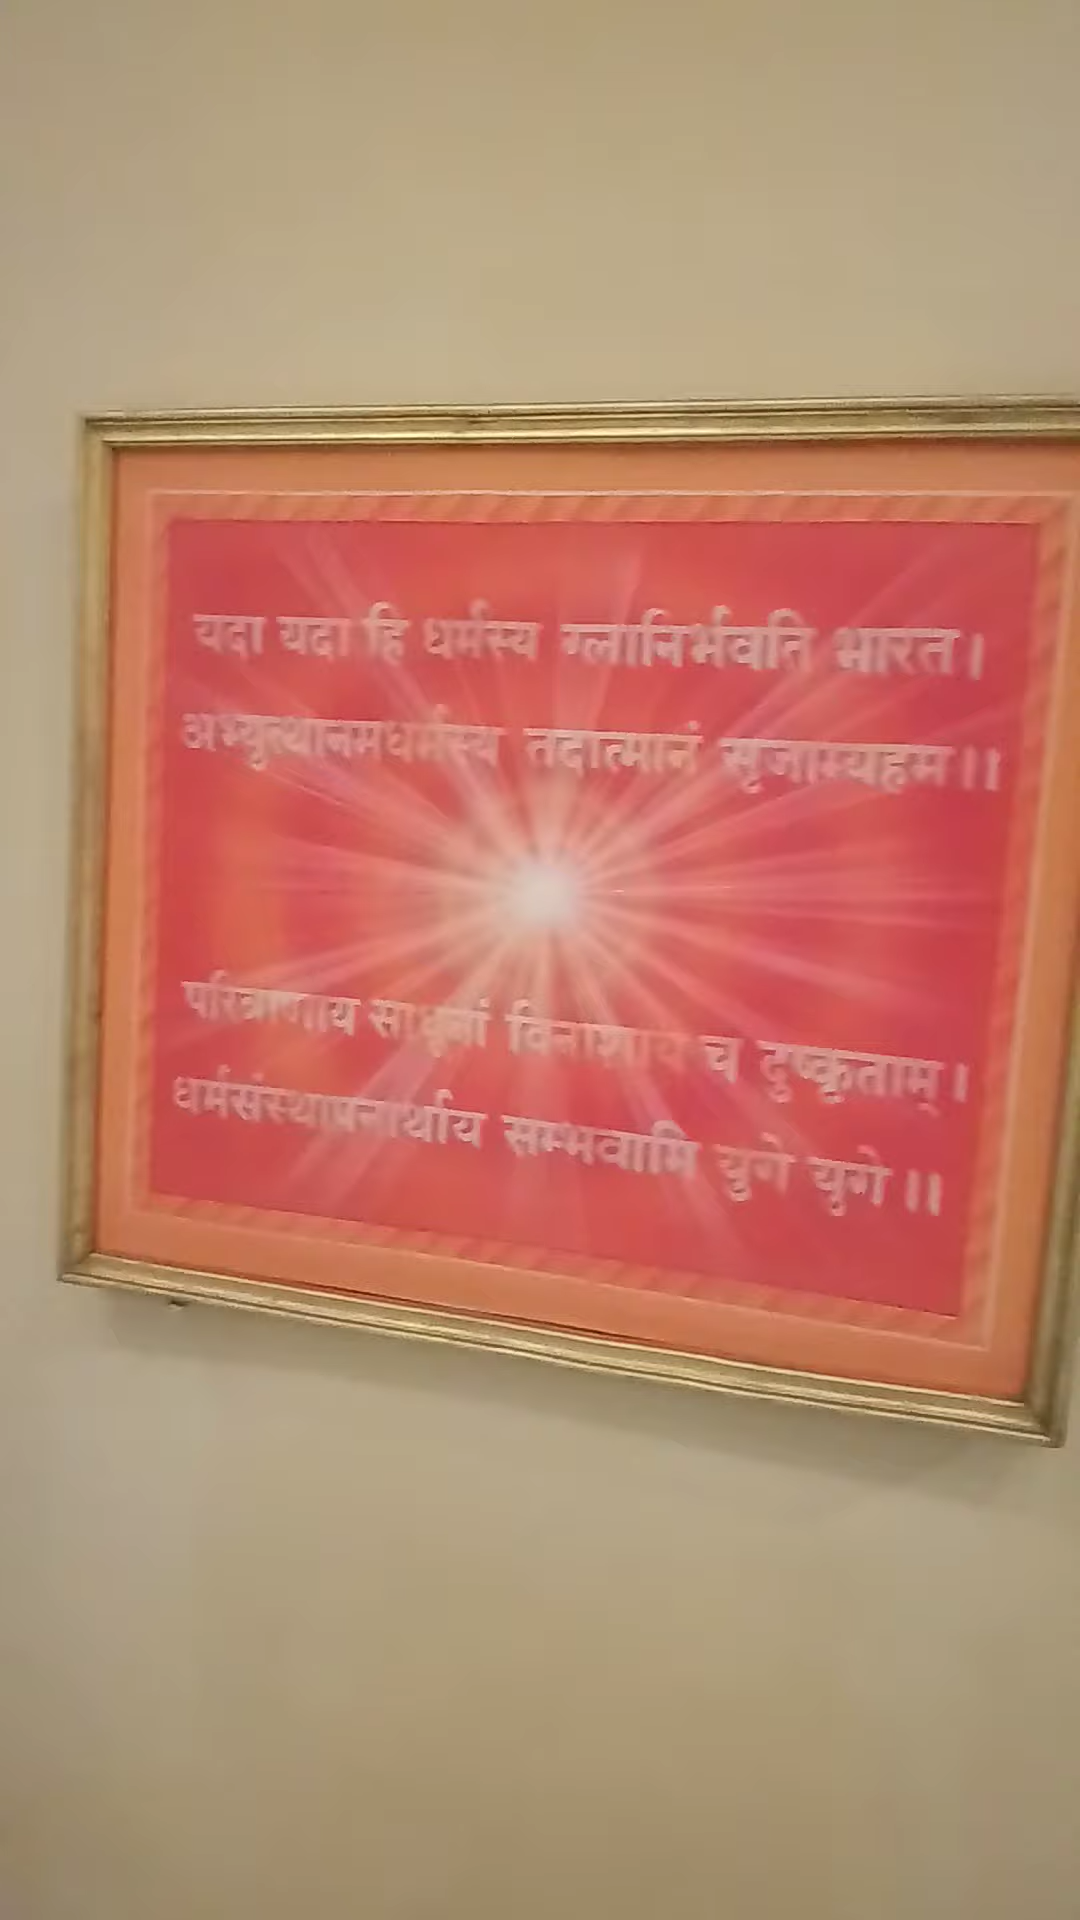 यदा यदा हि धर्मस्य ग्लानिर्भवति भारत।
अभ्युत्थानमधर्मस्य तदात्मानं सृजाम्यहम।।
परित्राणाय साधूनां विनाशाय च दुष्कृताम्।
धर्मसंस्थापनार्थाय सम्भवामि युगे युगे।।